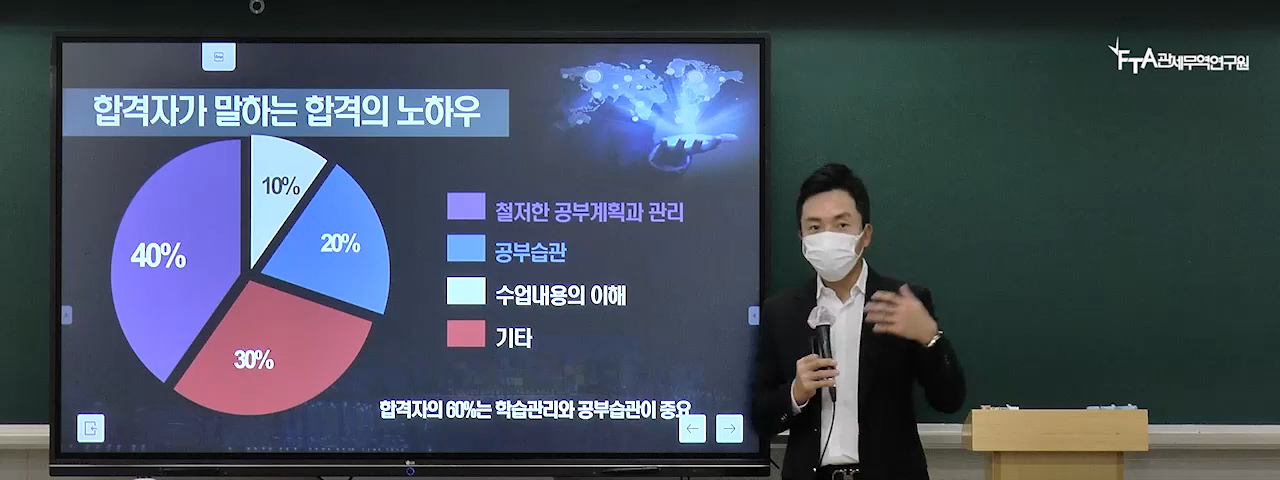 합격자가 말하는 합격의 노하우
10%
20%
40%
30%
철저한 공부계획과 관리
공부습관
수업내용의 이해
기타
합격자의 60%는 학습관리와 공부습관이 중요
FTA관세무역연구원
LG